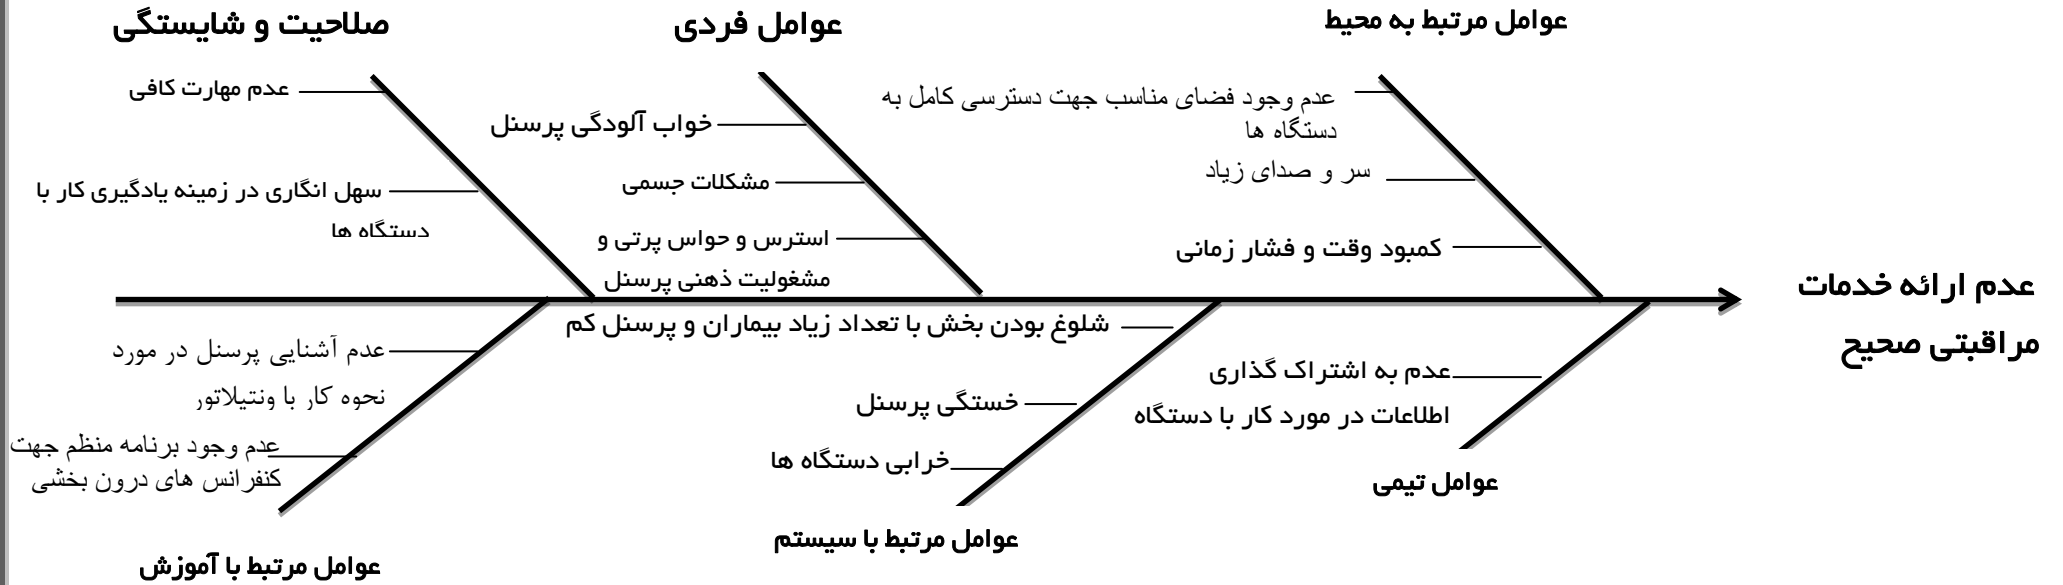 عوامل مرتبط به محیط
عدم وجود فضای مناسب جهت دسترسی کامل به
دستگاه ها
سر و صدای زیاد
کمبود وقت و فشار زمانی
عوامل فردی
خواب آلودگی پرسنل
مشکلات جسمی
استرس و حواس پرتی و
مشغولیت ذهنی پرسنل
صلاحیت و شایستگی
عدم مهارت کافی
سهل انگاری در زمینه یادگیری کار با
دستگاه ها
عدم ارائه خدمات
مراقبتی صحیح
عدم به اشتراک گذاری
اطلاعات در مورد کار با دستگاه
عوامل تیمی
شلوغ بودن بخش با تعداد زیاد بیماران و پرسنل کم
خستگی پرسنل
خرابی دستگاه ها
عوامل مرتبط با سیستم
عدم آشنایی پرسنل در مورد
نحوه کار با ونتیلاتور
عدم وجود برنامه منظم جهت
کنفرانس های درون بخشی
عوامل مرتبط با آموزش